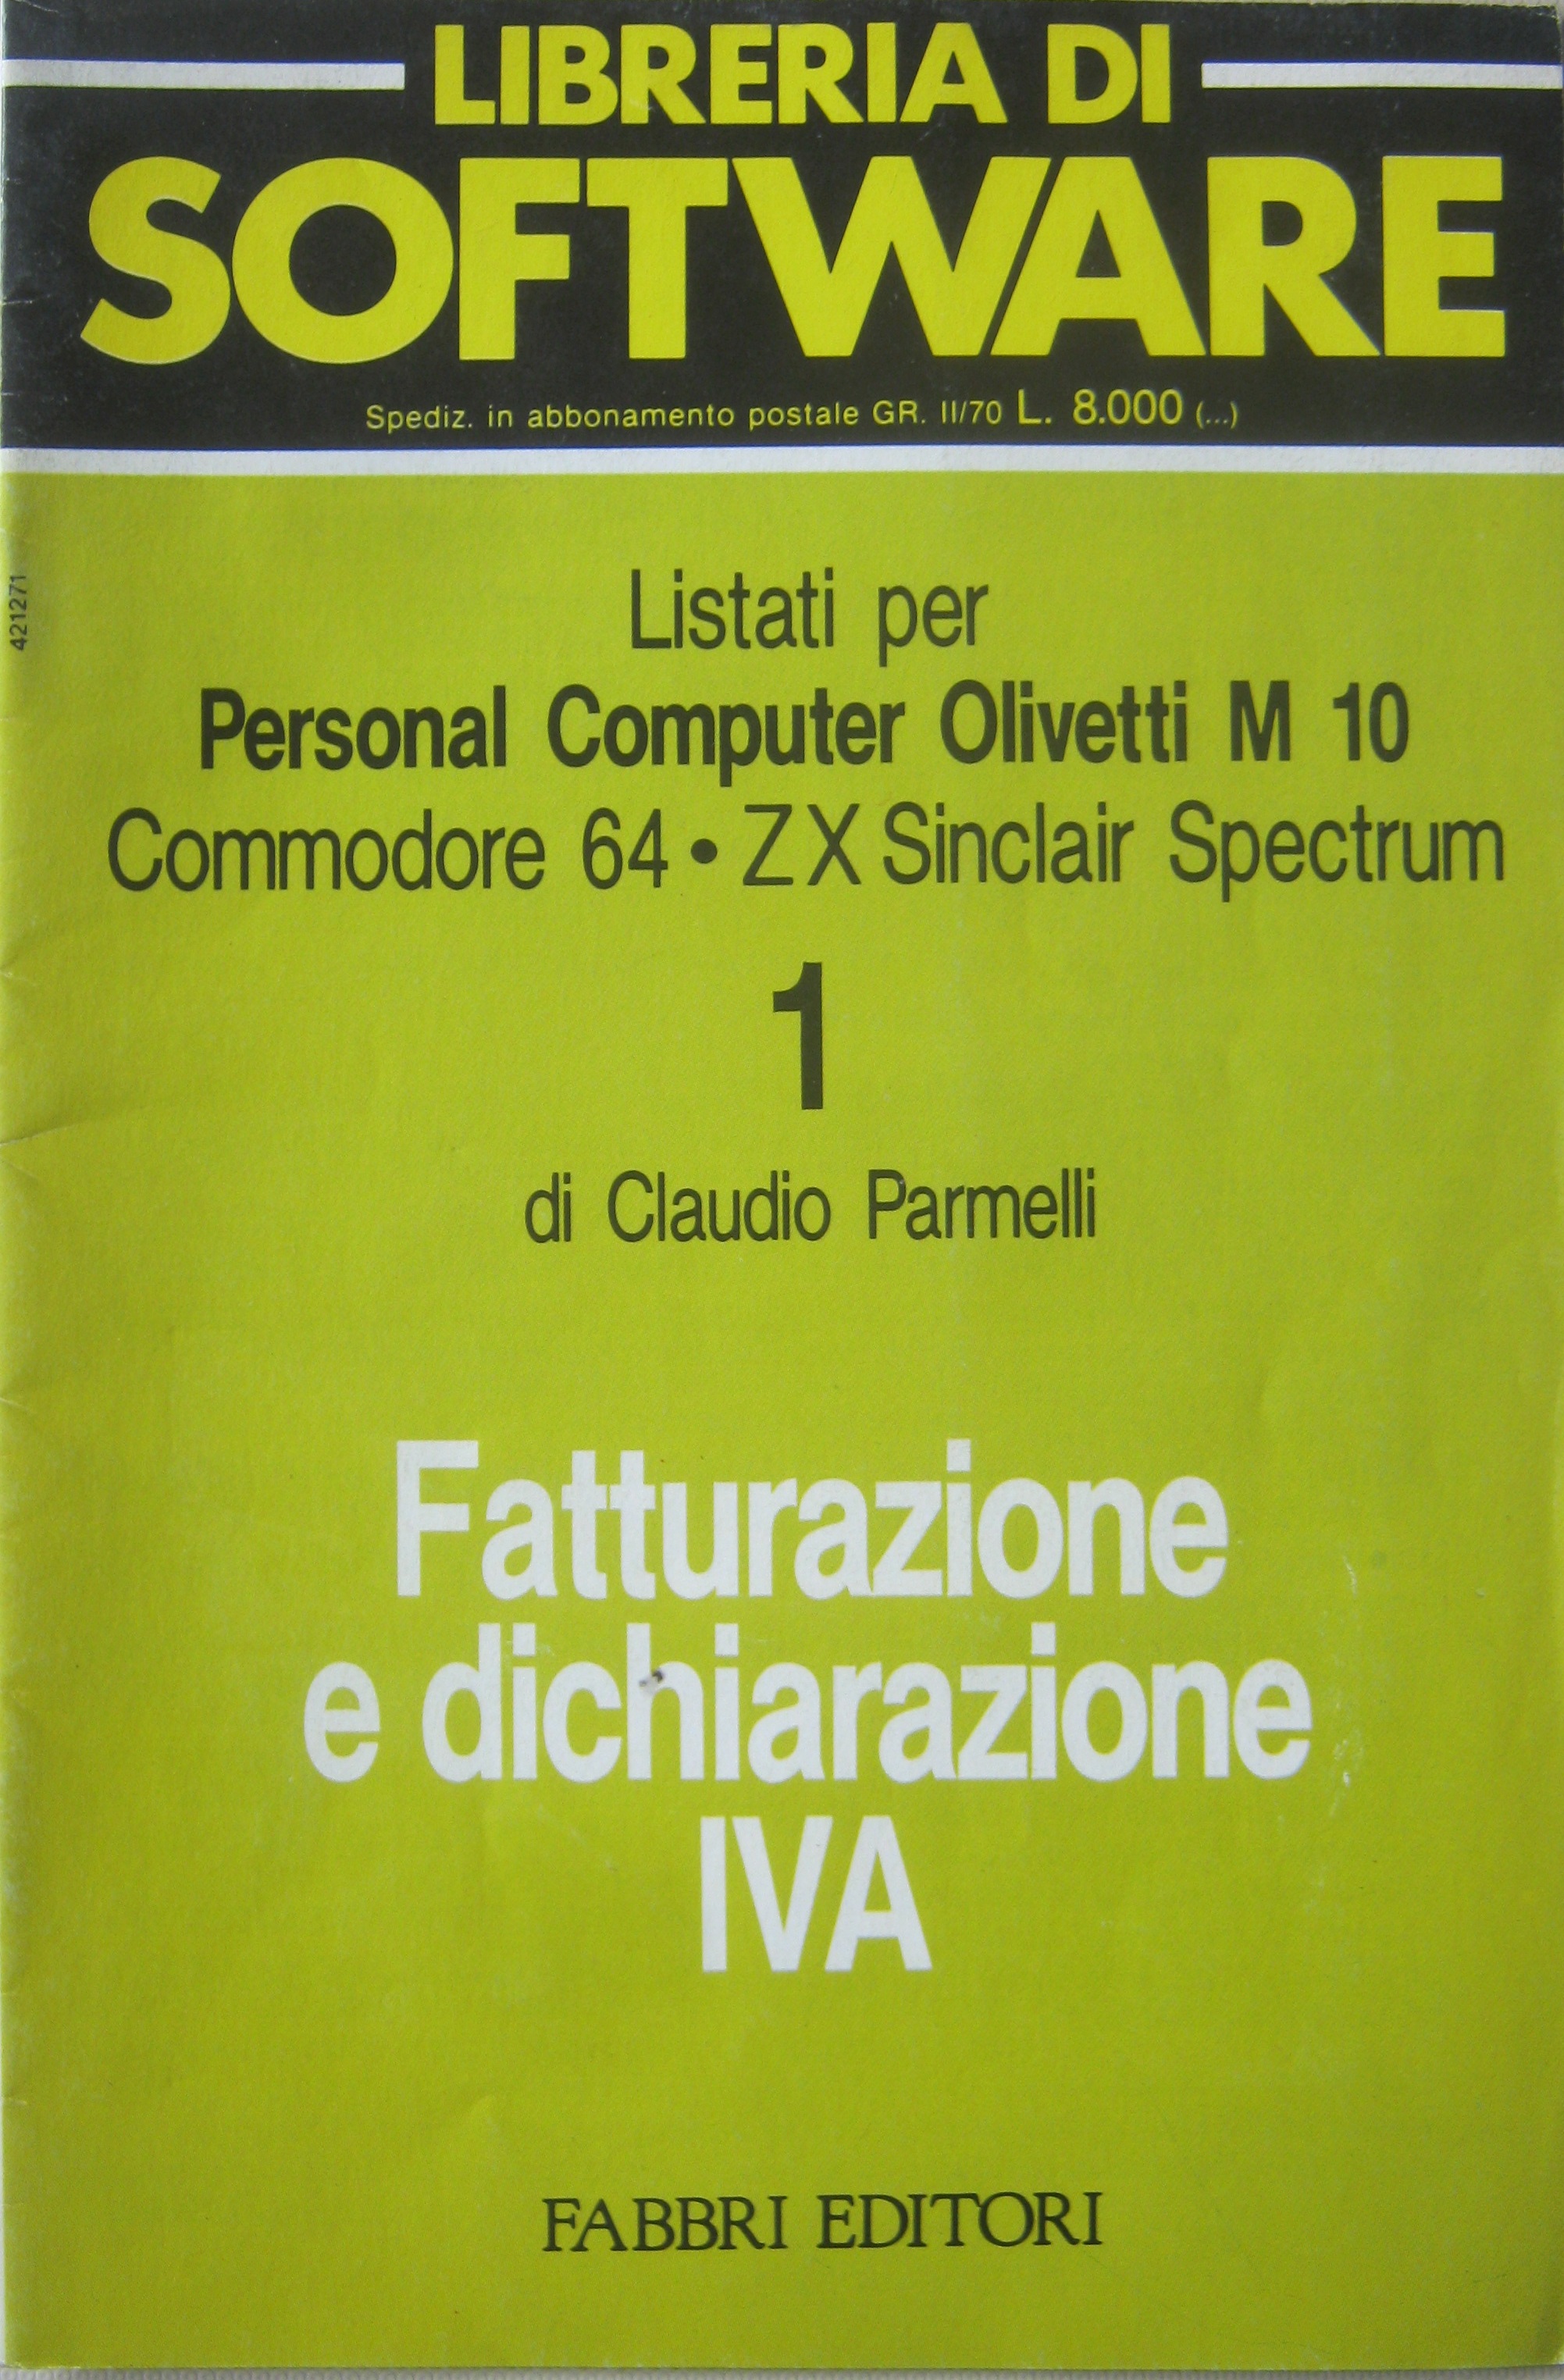 LIBRERIA DI
SOFTWARE
Spediz. in abbonamento postale GR. II/70 L. 8.000 (...)
421271
Listati per
Personal Computer Olivetti M 10
Commodore 64 • ZX Sinclair Spectrum
1
di Claudio Parmelli
Fatturazione
e dichiarazione
IVA
FABBRI EDITORI